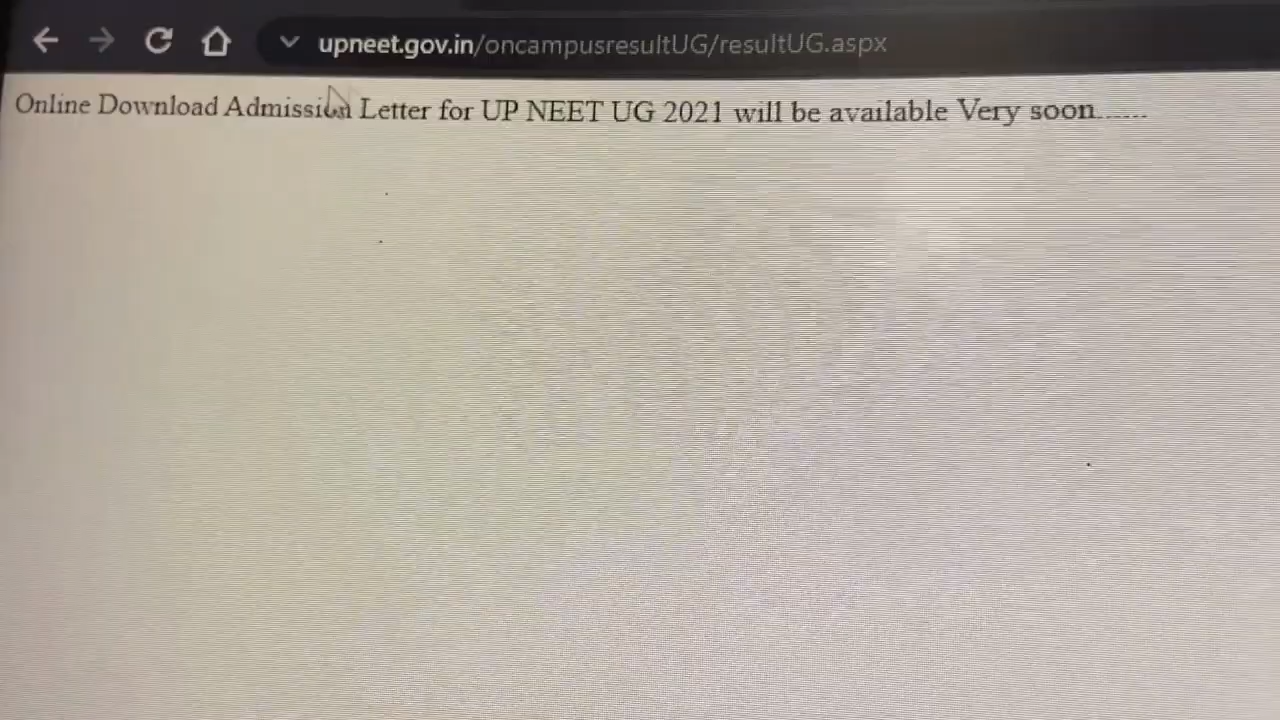 upneet.gov.in/oncampusresultUG/resultUG.aspx
Online Download Admission Letter for UP NEET UG 2021 will be available Very soon.......